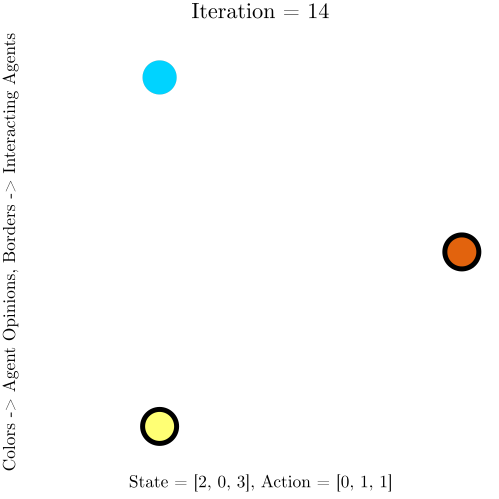 Iteration = 14
Colors -> Agent Opinions, Borders -> Interacting Agents
State = [2, 0, 3], Action = [0, 1, 1]